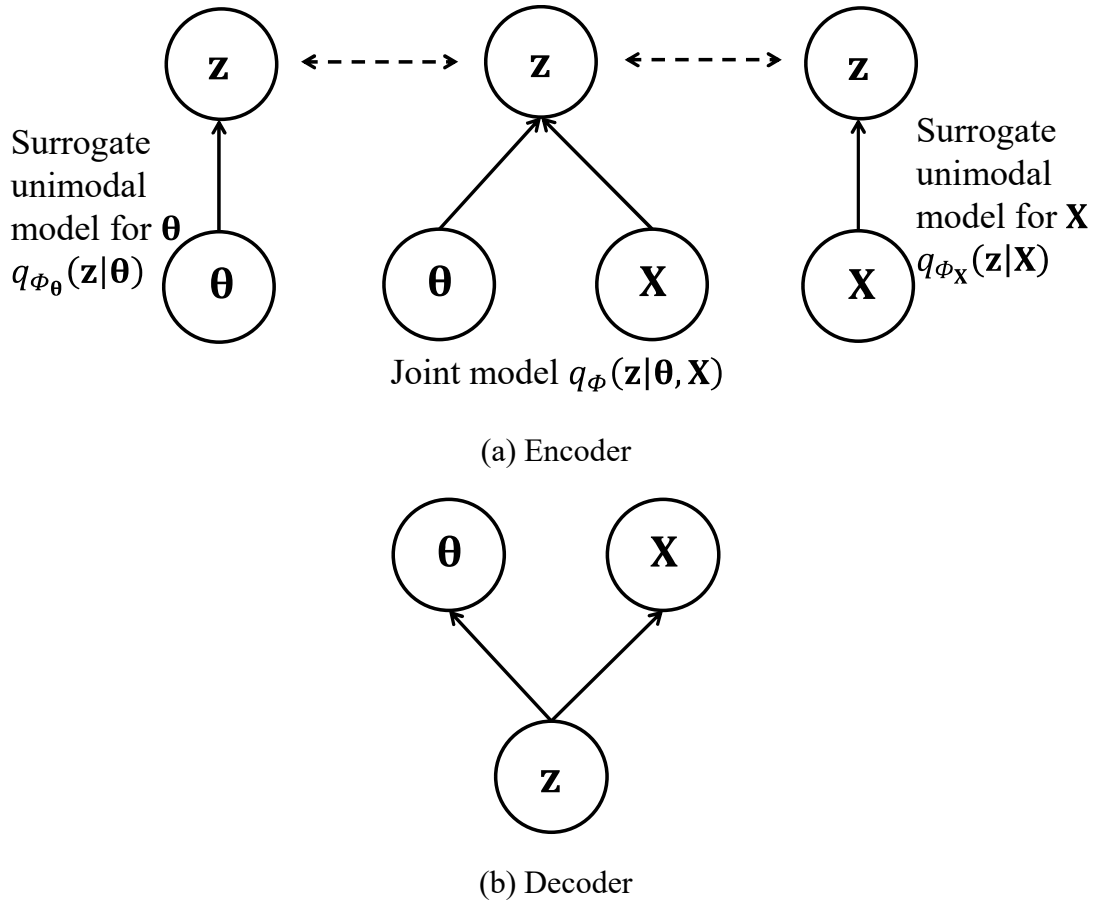 z
z
z
Surrogate
unimodal
model for θ
q_{Φ_θ}(z|θ)
Surrogate
unimodal
model for X
q_{Φ_X}(z|X)
θ
θ
X
X
Joint model q_Φ(z|θ, X)
(a) Encoder
θ
X
z
(b) Decoder